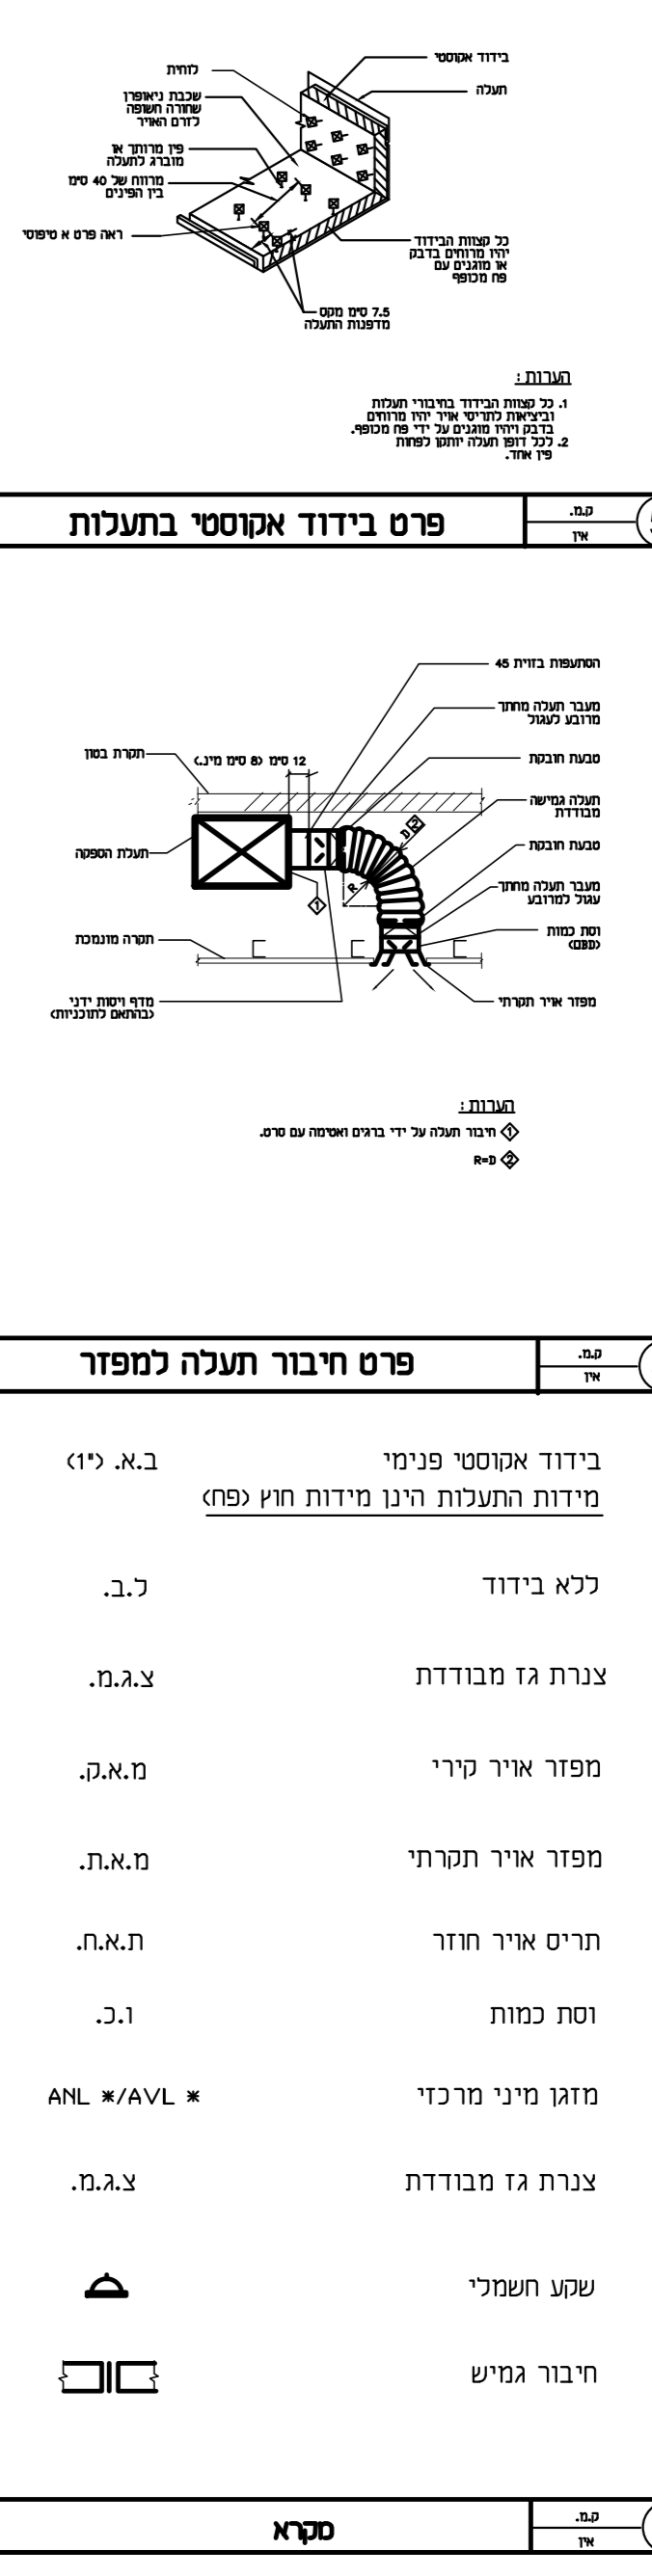 בידוד אקוסטי
תעלה
לוחית
שכבת ניאופרן
שחורה חשופה
לזרם האויר
פין מרותך או
מוברג לתעלה
מרווח של 40 ס"מ
בין הפינים
ראה פרט א טיפוסי
כל קצוות הבידוד
יהיו מרוחים בדבק
או מוגנים עם
פח מכופף
7.5 ס"מ מקס
מדפנות התעלה
הערות :
1. כל קצוות הבידוד בחיבורי תעלות
וביציאות לתריסי אויר יהיו מרוחים
בדבק ויהיו מוגנים על ידי פח מכופף.
2. לכל דופן תעלה יותקן לפחות
פין אחד.
ק.מ.
אין
פרט בידוד אקוסטי בתעלות
הסתעפות בזוית 45
מעבר תעלה מחתך
מרובע לעגול
טבעת חובקת
תעלה גמישה
מבודדת
טבעת חובקת
מעבר תעלה מחתך
עגול למרובע
וסת כמות
(OBD)
מפזר אויר תקרתי
תקרת בטון
12 ס"מ (8 ס"מ מינ.)
תעלת הספקה
תקרה מונמכת
מדף ויסות ידני
(בהתאם לתוכניות)
D 2
R
1
הערות :
1 חיבור תעלה על ידי ברגים ואטימה עם סרט.
2 R=D
ק.מ.
אין
פרט חיבור תעלה למפזר
בידוד אקוסטי פנימי ב.א. (1")
מידות התעלות הינן מידות חוץ (פח)
ללא בידוד ל.ב.
צנרת גז מבודדת צ.ג.מ.
מפזר אויר קירי מ.א.ק.
מפזר אויר תקרתי מ.א.ת.
תריס אויר חוזר ת.א.ח.
וסת כמות ו.כ.
מזגן מיני מרכזי ANL */AVL *
צנרת גז מבודדת צ.ג.מ.
שקע חשמלי
חיבור גמיש
ק.מ.
אין
מקרא